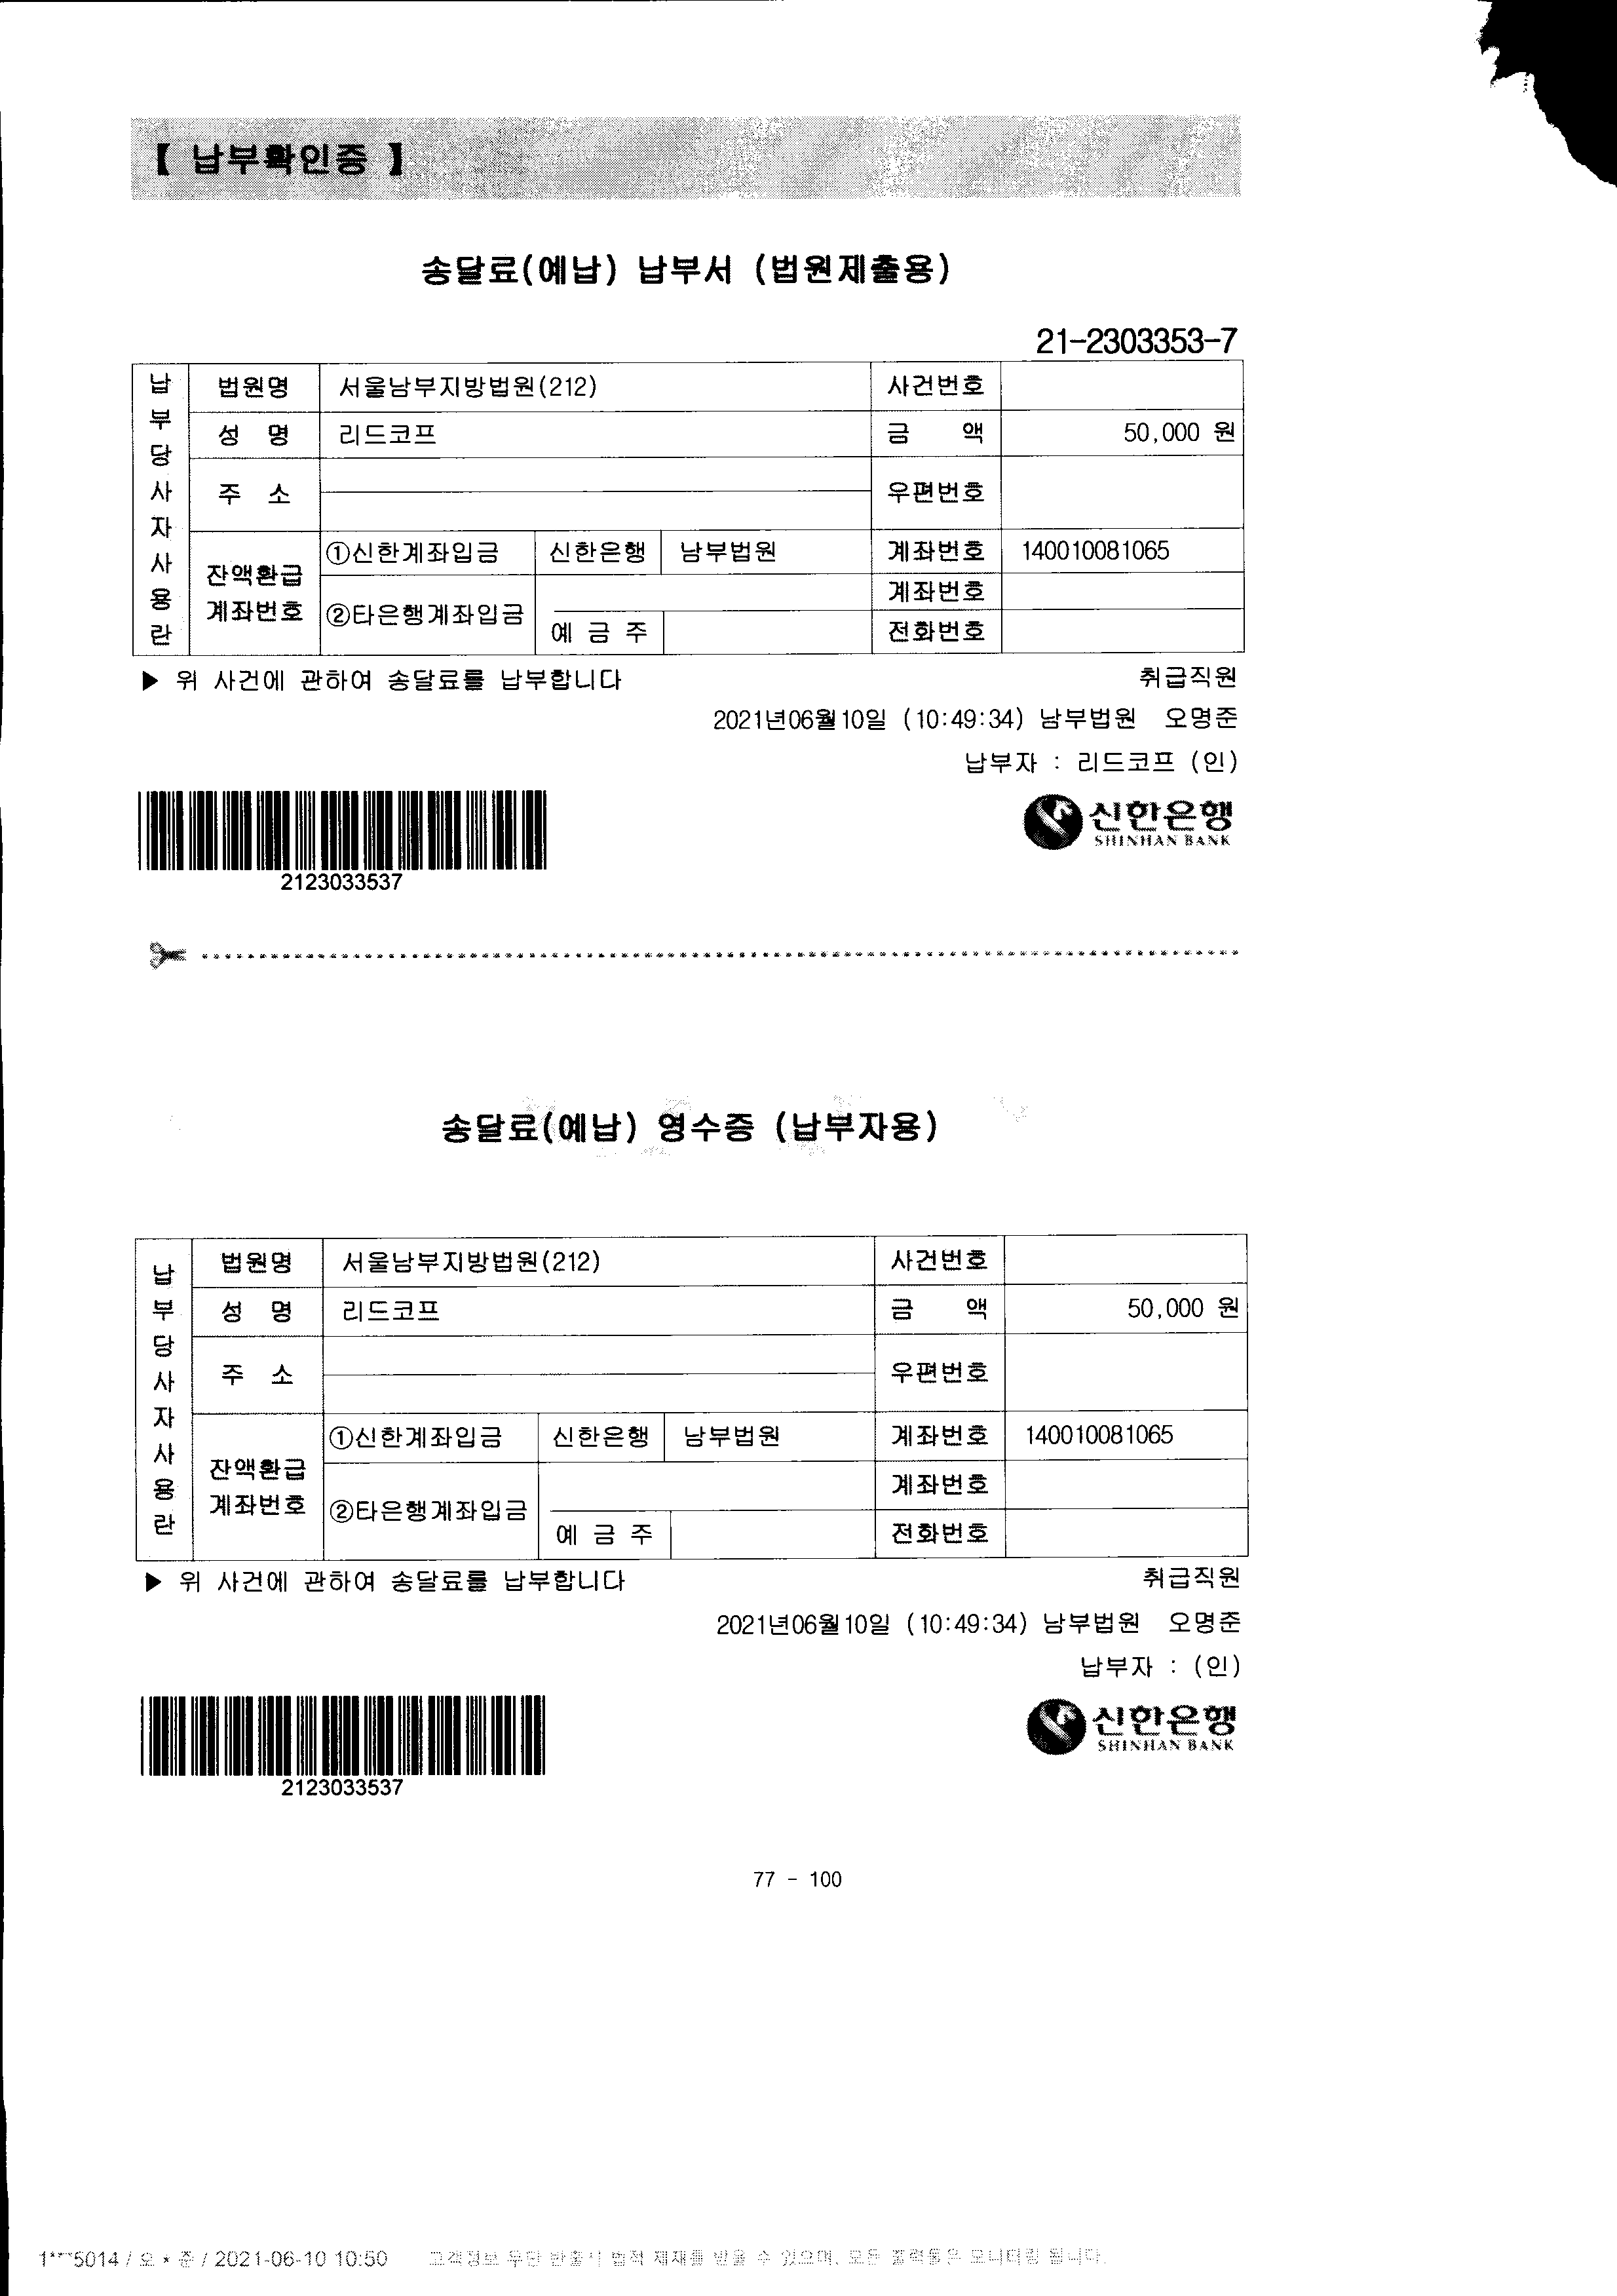 【 납부확인증 】
송달료(예납) 납부서 (법원제출용)
21-2303353-7
납부당사자사용란
법원명 서울남부지방법원(212) 사건번호
성 명 리드코프 금 액 50,000 원
주 소 우편번호
잔액환급 계좌번호
①신한계좌입금 신한은행 남부법원 계좌번호 140010081065
②타은행계좌입금 계좌번호
예 금 주 전화번호
▶ 위 사건에 관하여 송달료를 납부합니다 취급직원
2021년06월10일 (10:49:34) 남부법원 오명준
납부자 : 리드코프 (인)
신한은행
SHINHAN BANK
2123033537
송달료(예납) 영수증 (납부자용)
납부당사자사용란
법원명 서울남부지방법원(212) 사건번호
성 명 리드코프 금 액 50,000 원
주 소 우편번호
잔액환급 계좌번호
①신한계좌입금 신한은행 남부법원 계좌번호 140010081065
②타은행계좌입금 계좌번호
예 금 주 전화번호
▶ 위 사건에 관하여 송달료를 납부합니다 취급직원
2021년06월10일 (10:49:34) 남부법원 오명준
납부자 : (인)
신한은행
SHINHAN BANK
2123033537
77 - 100
1***5014 / 오 * 준 / 2021-06-10 10:50 고객정보 무단 반출시 법적 제재를 받을 수 있으며, 모든 출력물은 모니터링 됩니다.